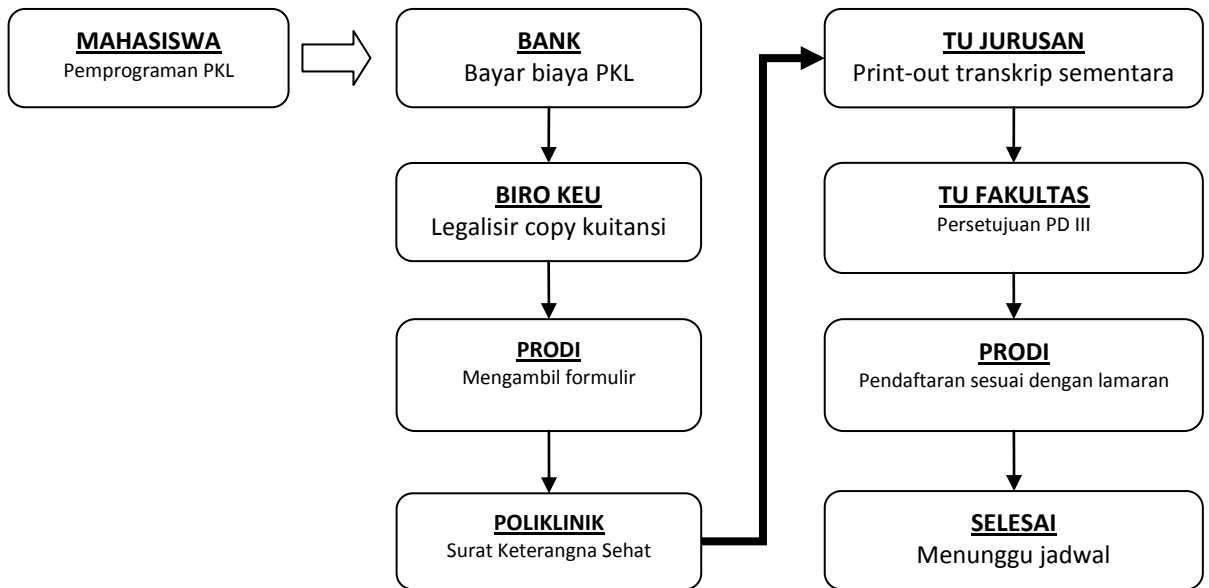 MAHASISWA
Pemprograman PKL
BANK
Bayar biaya PKL
BIRO KEU
Legalisir copy kuitansi
PRODI
Mengambil formulir
POLIKLINIK
Surat Keterangna Sehat
TU JURUSAN
Print-out transkrip sementara
TU FAKULTAS
Persetujuan PD III
PRODI
Pendaftaran sesuai dengan lamaran
SELESAI
Menunggu jadwal